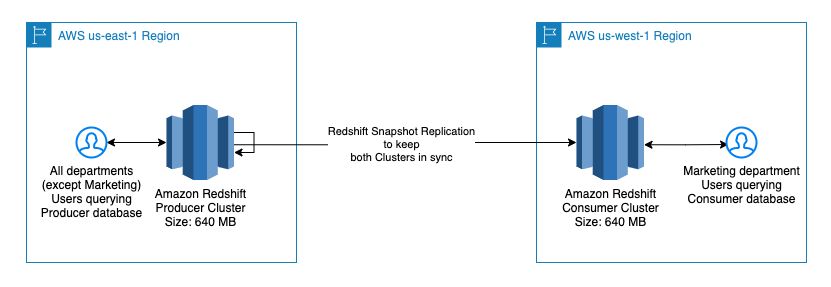 AWS us-east-1 Region
AWS us-west-1 Region
Redshift Snapshot Replication
to keep
both Clusters in sync
All departments
(except Marketing)
Users querying
Producer database
Amazon Redshift
Producer Cluster
Size: 640 MB
Amazon Redshift
Consumer Cluster
Size: 640 MB
Marketing department
Users querying
Consumer database